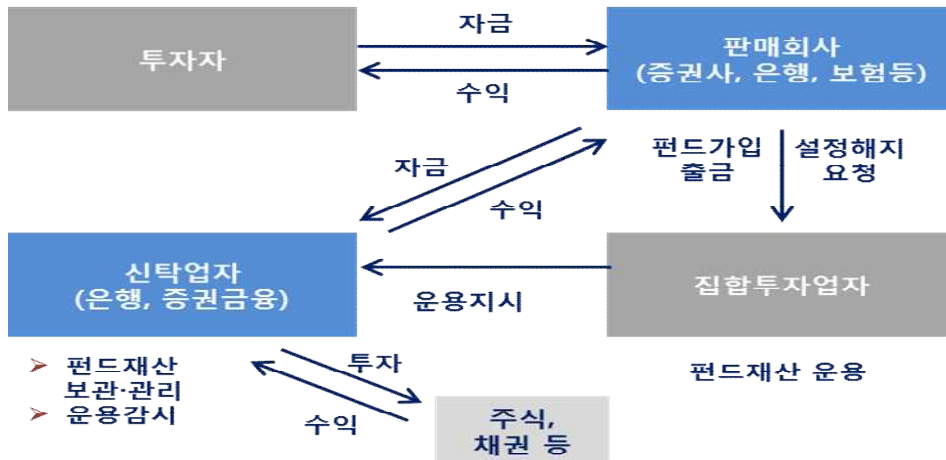 투자자
자금
수익
판매회사
(증권사, 은행, 보험등)
자금
수익
펀드가입
출금
설정해지
요청
신탁업자
(은행, 증권금융)
운용지시
집합투자업자
➢ 펀드재산
보관·관리
➢ 운용감시
투자
수익
주식,
채권 등
펀드재산 운용